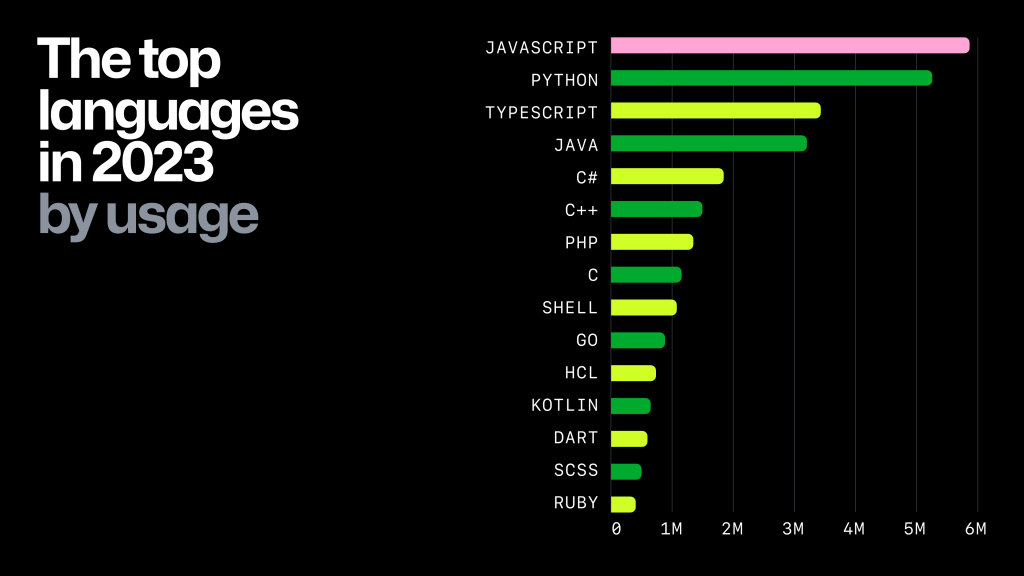 The top
languages
in 2023
by usage
JAVASCRIPT
PYTHON
TYPESCRIPT
JAVA
C#
C++
PHP
C
SHELL
GO
HCL
KOTLIN
DART
SCSS
RUBY
0 1M 2M 3M 4M 5M 6M